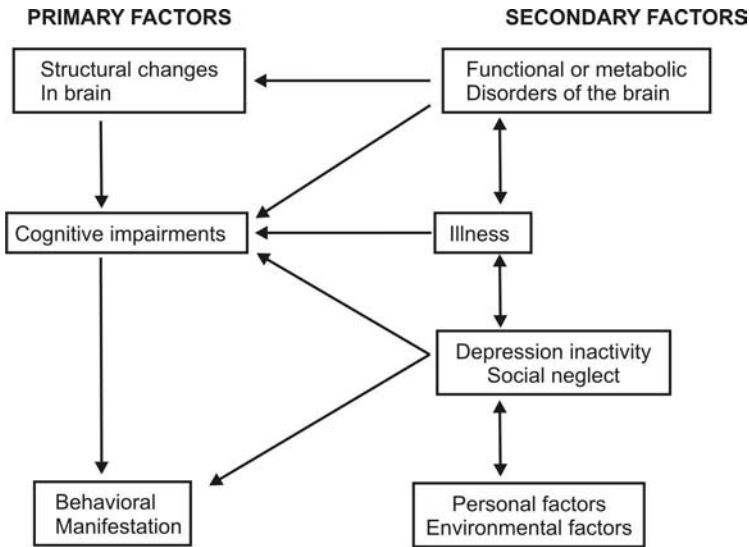 PRIMARY FACTORS
SECONDARY FACTORS
Structural changes
In brain
Functional or metabolic
Disorders of the brain
Cognitive impairments
Illness
Depression inactivity
Social neglect
Behavioral
Manifestation
Personal factors
Environmental factors